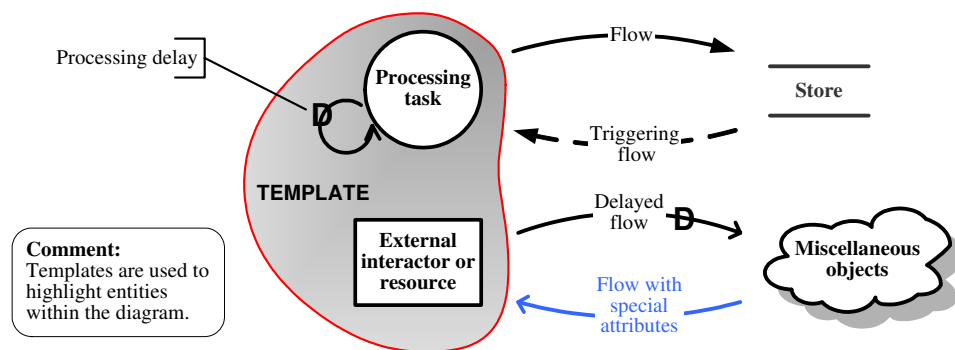 Processing delay
D
Processing
task
Flow
Store
Triggering
flow
TEMPLATE
Delayed
flow
D
External
interactor or
resource
Miscellaneous
objects
Flow with
special
attributes
Comment:
Templates are used to
highlight entities
within the diagram.